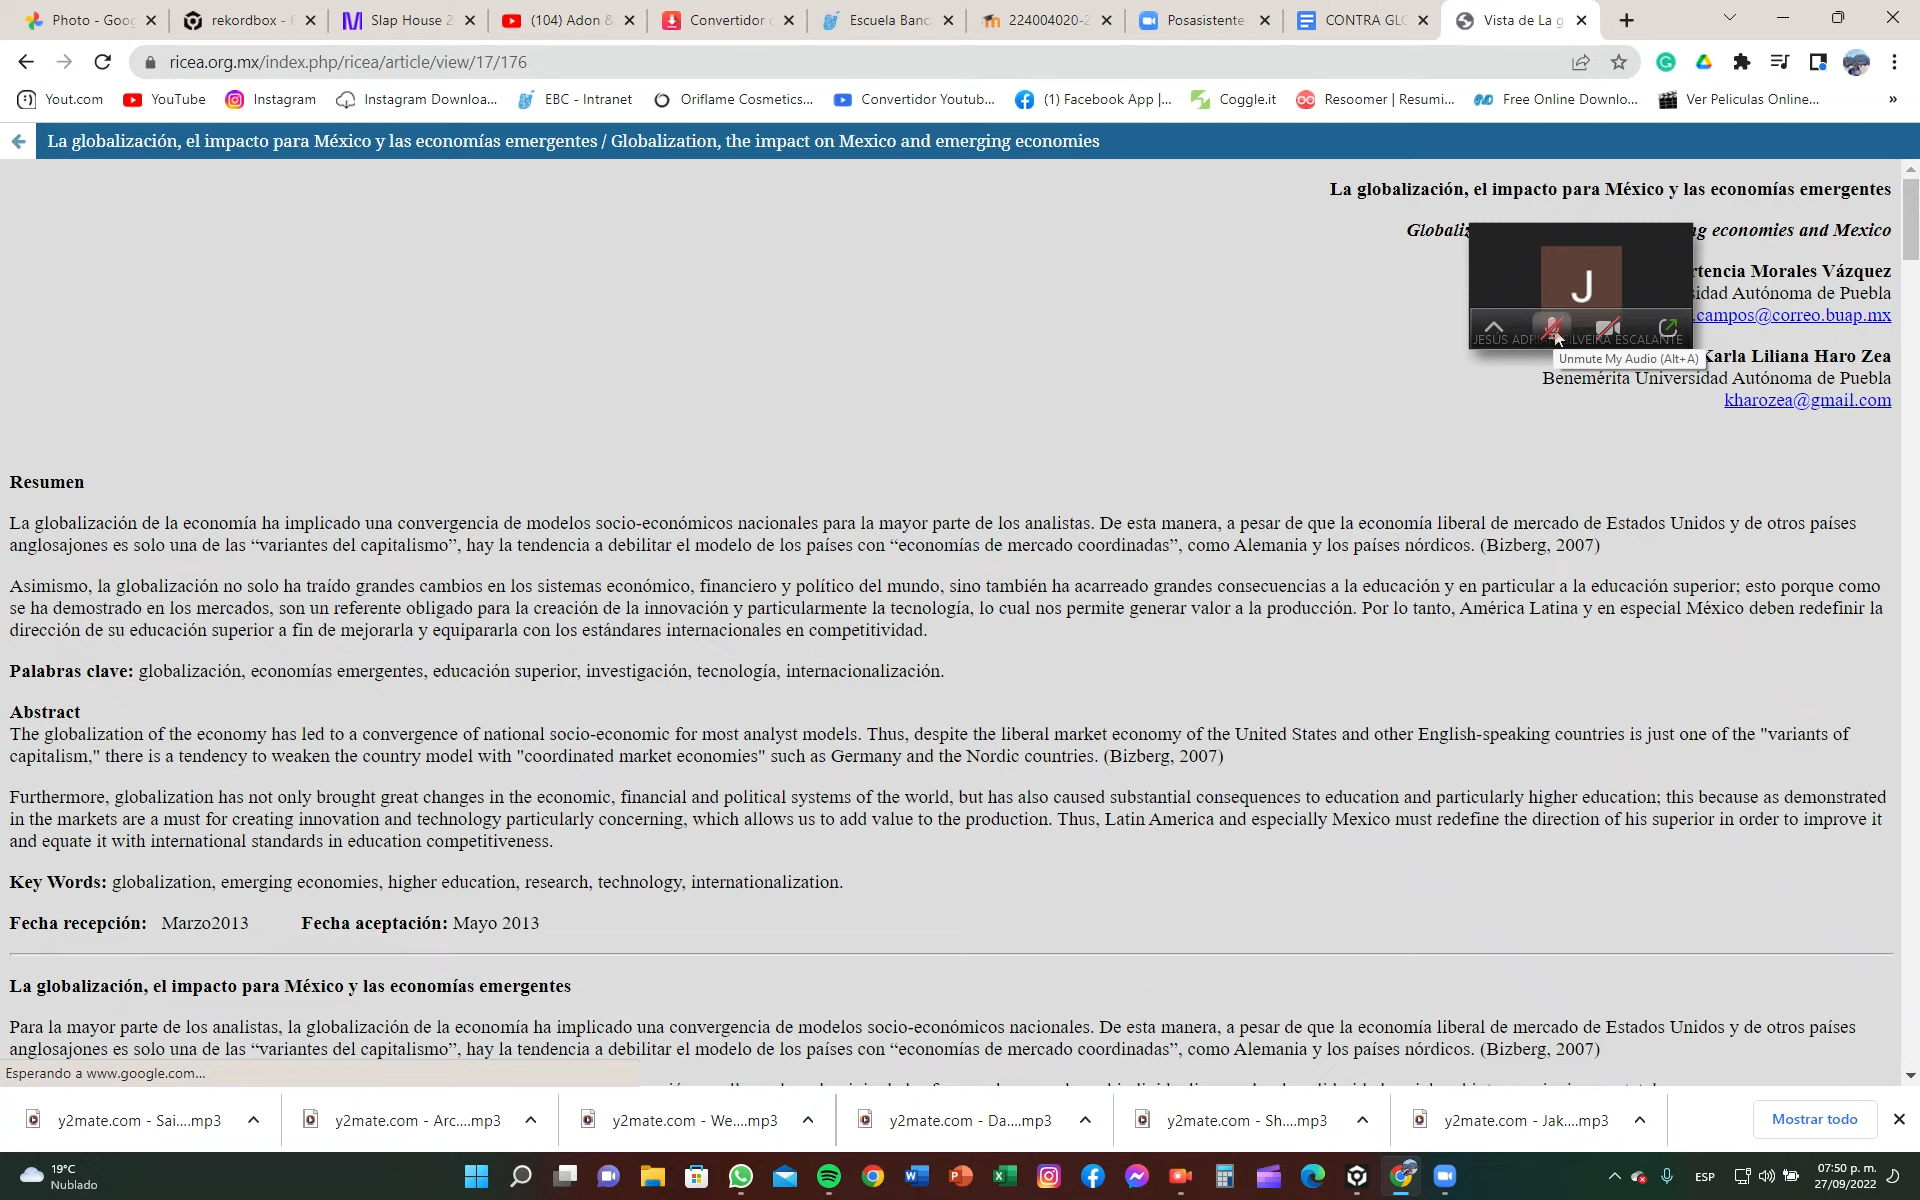 Photo - Goo
rekordbox - F
Slap House 2
(104) Adon &
Convertidor
Escuela Banc
224004020-2
Posasistente
CONTRA GLO
Vista de La g
ricea.org.mx/index.php/ricea/article/view/17/176
Yout.com
YouTube
Instagram
Instagram Downloa...
EBC - Intranet
Oriflame Cosmetics...
Convertidor Youtub...
(1) Facebook App |...
Coggle.it
Resoomer | Resumi...
Free Online Downlo...
Ver Peliculas Online...
»
La globalización, el impacto para México y las economías emergentes / Globalization, the impact on Mexico and emerging economies
La globalización, el impacto para México y las economías emergentes
Globaliz
ng economies and Mexico
rtencia Morales Vázquez
sidad Autónoma de Puebla
.campos@correo.buap.mx
J
JESÚS ADRI
ILVEIRA ESCALANTE
Unmute My Audio (Alt+A)
Karla Liliana Haro Zea
Benemérita Universidad Autónoma de Puebla
kharozea@gmail.com
Resumen
La globalización de la economía ha implicado una convergencia de modelos socio-económicos nacionales para la mayor parte de los analistas. De esta manera, a pesar de que la economía liberal de mercado de Estados Unidos y de otros países
anglosajones es solo una de las “variantes del capitalismo”, hay la tendencia a debilitar el modelo de los países con “economías de mercado coordinadas”, como Alemania y los países nórdicos. (Bizberg, 2007)
Asimismo, la globalización no solo ha traído grandes cambios en los sistemas económico, financiero y político del mundo, sino también ha acarreado grandes consecuencias a la educación y en particular a la educación superior; esto porque como
se ha demostrado en los mercados, son un referente obligado para la creación de la innovación y particularmente la tecnología, lo cual nos permite generar valor a la producción. Por lo tanto, América Latina y en especial México deben redefinir la
dirección de su educación superior a fin de mejorarla y equipararla con los estándares internacionales en competitividad.
Palabras clave: globalización, economías emergentes, educación superior, investigación, tecnología, internacionalización.
Abstract
The globalization of the economy has led to a convergence of national socio-economic for most analyst models. Thus, despite the liberal market economy of the United States and other English-speaking countries is just one of the "variants of
capitalism," there is a tendency to weaken the country model with "coordinated market economies" such as Germany and the Nordic countries. (Bizberg, 2007)
Furthermore, globalization has not only brought great changes in the economic, financial and political systems of the world, but has also caused substantial consequences to education and particularly higher education; this because as demonstrated
in the markets are a must for creating innovation and technology particularly concerning, which allows us to add value to the production. Thus, Latin America and especially Mexico must redefine the direction of his superior in order to improve it
and equate it with international standards in education competitiveness.
Key Words: globalization, emerging economies, higher education, research, technology, internationalization.
Fecha recepción: Marzo2013 Fecha aceptación: Mayo 2013
La globalización, el impacto para México y las economías emergentes
Para la mayor parte de los analistas, la globalización de la economía ha implicado una convergencia de modelos socio-económicos nacionales. De esta manera, a pesar de que la economía liberal de mercado de Estados Unidos y de otros países
anglosajones es solo una de las “variantes del capitalismo”, hay la tendencia a debilitar el modelo de los países con “economías de mercado coordinadas”, como Alemania y los países nórdicos. (Bizberg, 2007)
Esperando a www.google.com...
y2mate.com - Sai....mp3
y2mate.com - Arc....mp3
y2mate.com - We....mp3
y2mate.com - Da....mp3
y2mate.com - Sh....mp3
y2mate.com - Jak....mp3
Mostrar todo
19°C
Nublado
ESP
07:50 p. m.
27/09/2022